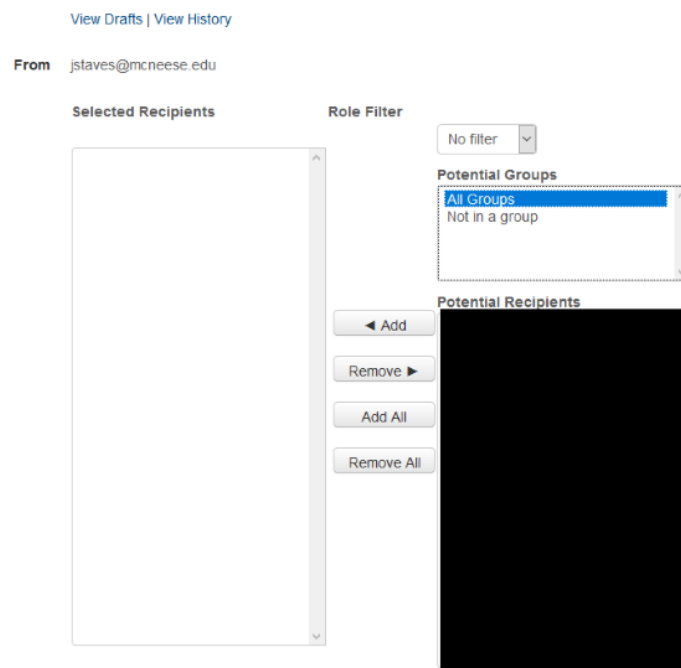 View Drafts | View History
From jstaves@mcneese.edu
Selected Recipients
Role Filter
No filter
Potential Groups
All Groups
Not in a group
Potential Recipients
◄ Add
Remove ►
Add All
Remove All